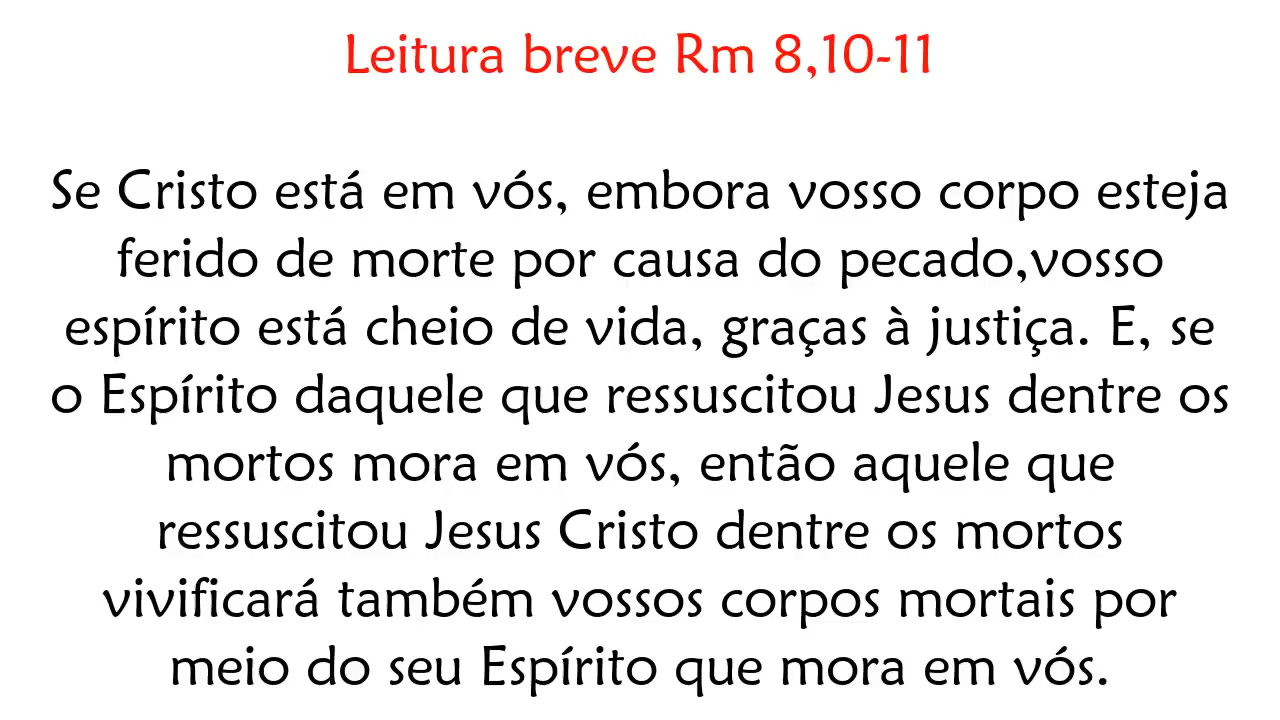 Leitura breve Rm 8,10-11
Se Cristo está em vós, embora vosso corpo esteja
ferido de morte por causa do pecado,vosso
espírito está cheio de vida, graças à justiça. E, se
o Espírito daquele que ressuscitou Jesus dentre os
mortos mora em vós, então aquele que
ressuscitou Jesus Cristo dentre os mortos
vivificará também vossos corpos mortais por
meio do seu Espírito que mora em vós.